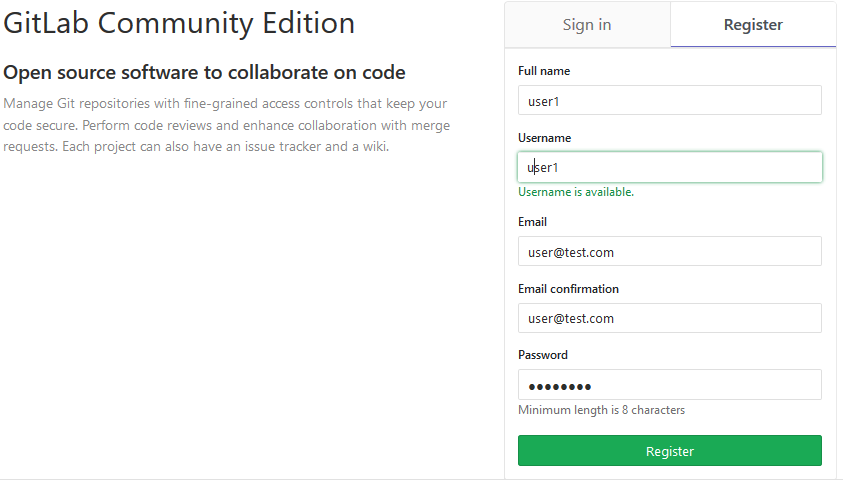 GitLab Community Edition
Open source software to collaborate on code
Manage Git repositories with fine-grained access controls that keep your
code secure. Perform code reviews and enhance collaboration with merge
requests. Each project can also have an issue tracker and a wiki.
Sign in
Register
Full name
user1
Username
user1
Username is available.
Email
user@test.com
Email confirmation
user@test.com
Password
●●●●●●●●
Minimum length is 8 characters
Register